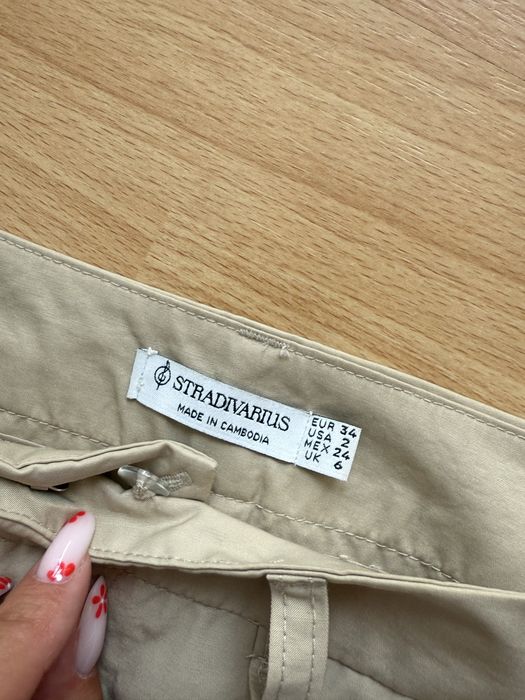 STRADIVARIUS
MADE IN CAMBODIA
EUR 34
USA 2
MEX 24
UK 6